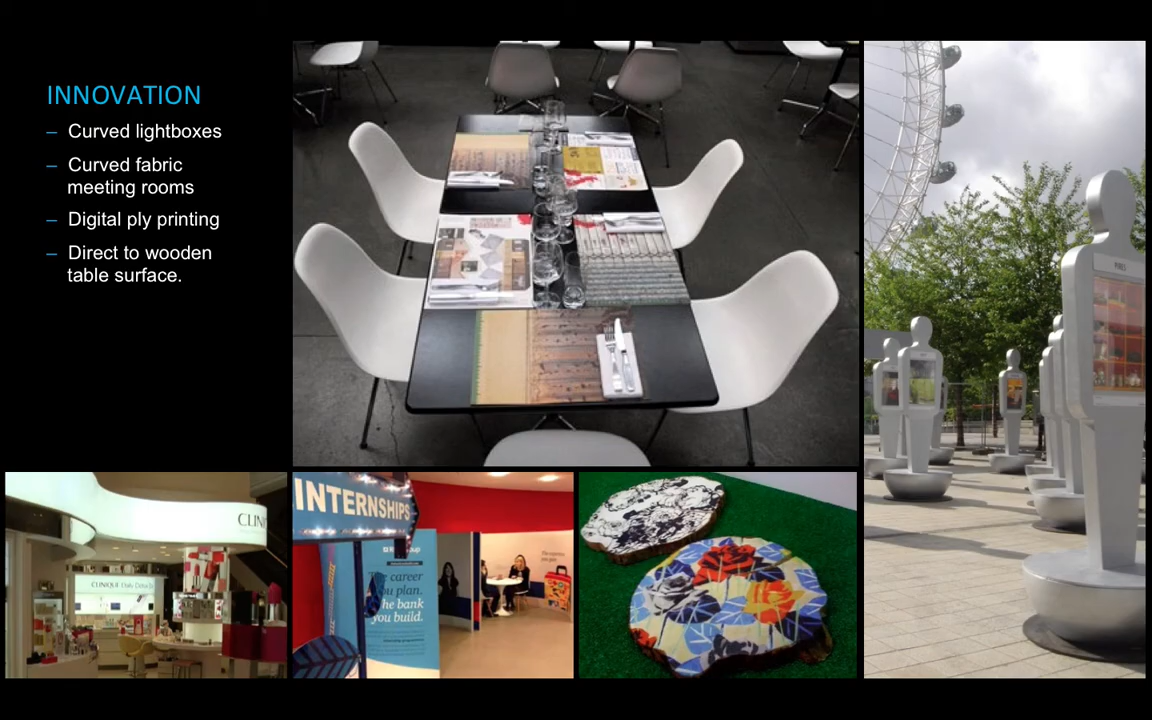 INNOVATION
– Curved lightboxes
– Curved fabric
meeting rooms
– Digital ply printing
– Direct to wooden
table surface.
CLIN
CLINIQUE
INTERNSHIPS
The career
you plan.
The bank
you build.